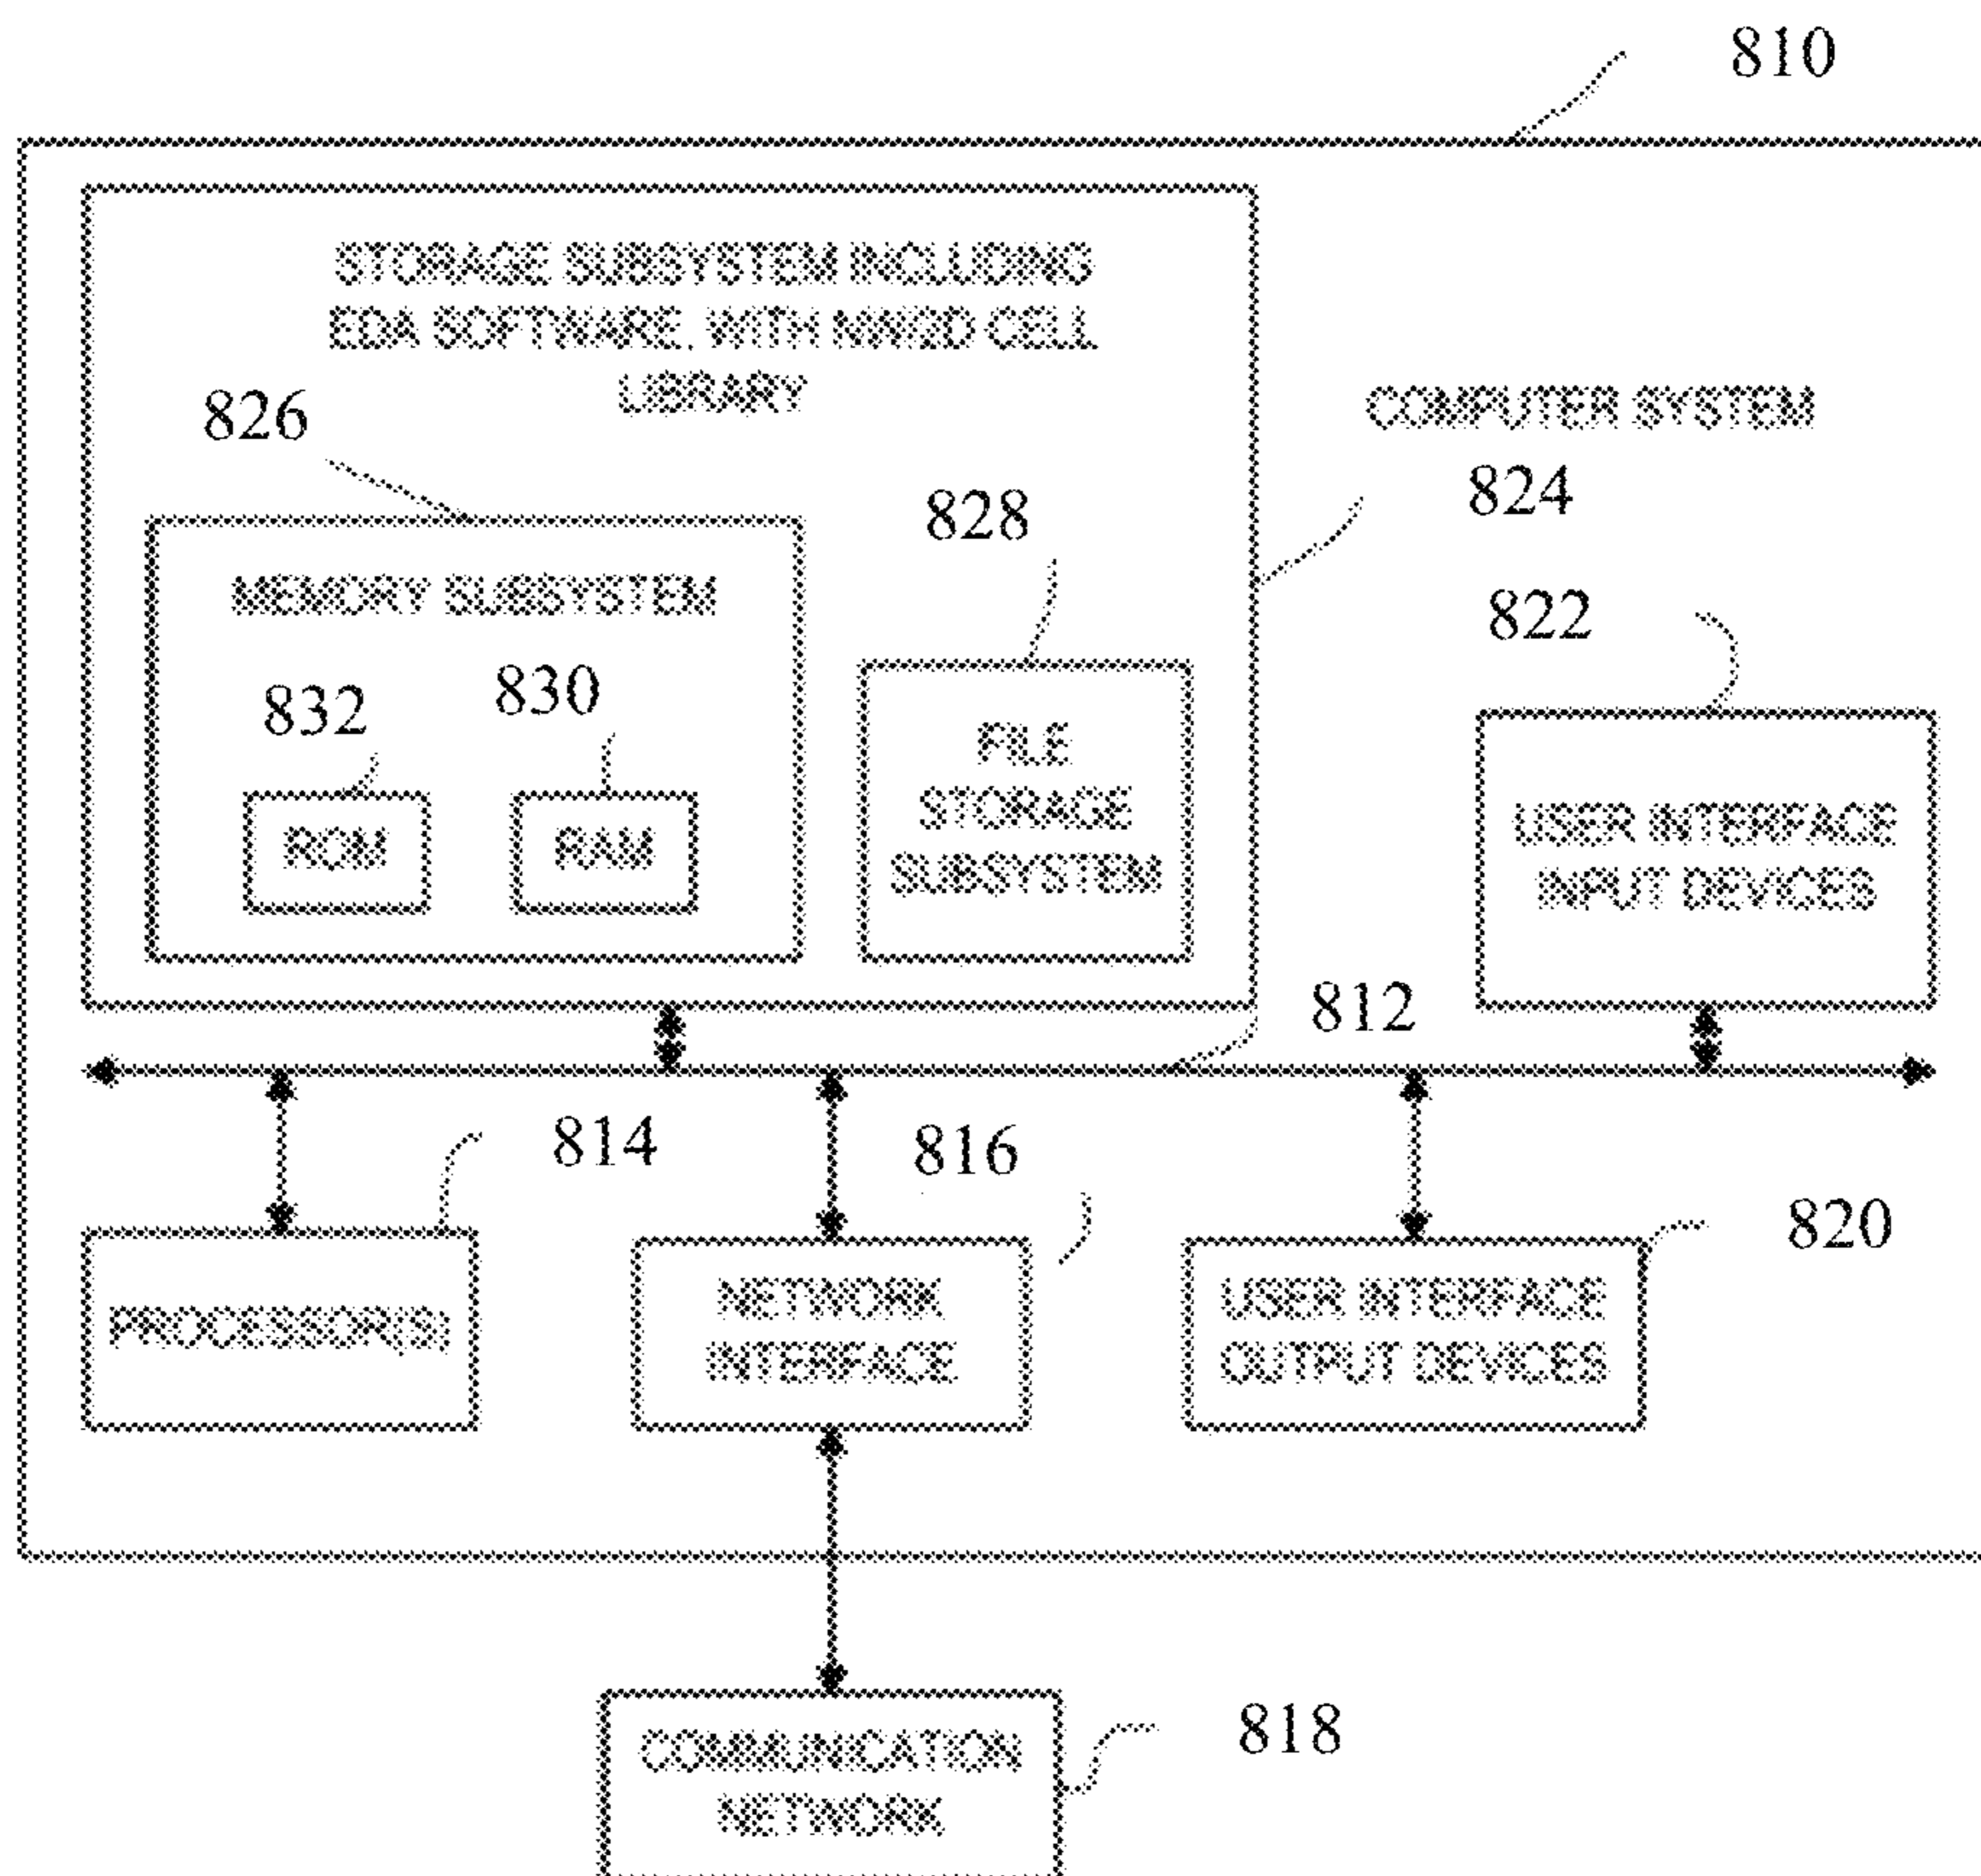 810
STORAGE SUBSYSTEM INCLUDING
EDA SOFTWARE, WITH CELL
LIBRARY
826
COMPUTER SYSTEM
824
828
822
MEMORY SUBSYSTEM
832
830
FILE
STORAGE
SUBSYSTEM
ROM
RAM
USER INTERFACE
INPUT DEVICES
812
814
816
820
PROCESSOR(S)
NETWORK
INTERFACE
USER INTERFACE
OUTPUT DEVICES
818
COMMUNICATION
NETWORK